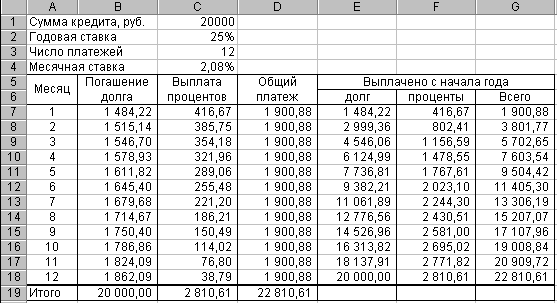 A B C D E F G
1 Сумма кредита, руб. 20000
2 Годовая ставка 25%
3 Число платежей 12
4 Месячная ставка 2,08%
5 Месяц Погашение Выплата Общий Выплачено с начала года
6 долга процентов платеж долг проценты Всего
7 1 1 484,22 416,67 1 900,88 1 484,22 416,67 1 900,88
8 2 1 515,14 385,75 1 900,88 2 999,36 802,41 3 801,77
9 3 1 546,70 354,18 1 900,88 4 546,06 1 156,59 5 702,65
10 4 1 578,93 321,96 1 900,88 6 124,99 1 478,55 7 603,54
11 5 1 611,82 289,06 1 900,88 7 736,81 1 767,61 9 504,42
12 6 1 645,40 255,48 1 900,88 9 382,21 2 023,10 11 405,30
13 7 1 679,68 221,20 1 900,88 11 061,89 2 244,30 13 306,19
14 8 1 714,67 186,21 1 900,88 12 776,56 2 430,51 15 207,07
15 9 1 750,40 150,49 1 900,88 14 526,96 2 581,00 17 107,96
16 10 1 786,86 114,02 1 900,88 16 313,82 2 695,02 19 008,84
17 11 1 824,09 76,80 1 900,88 18 137,91 2 771,82 20 909,72
18 12 1 862,09 38,79 1 900,88 20 000,00 2 810,61 22 810,61
19 Итого 20 000,00 2 810,61 22 810,61